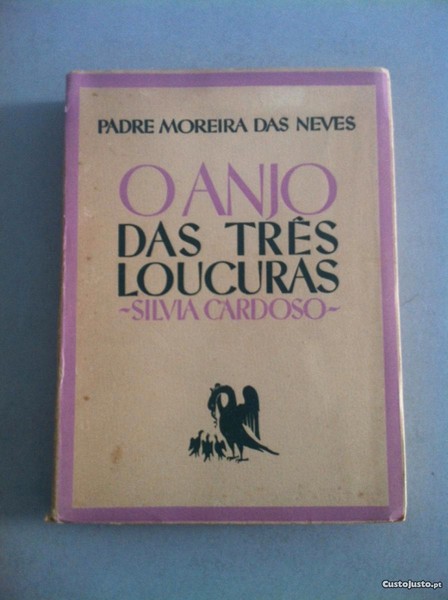 PADRE MOREIRA DAS NEVES
O ANJO
DAS TRÊS
LOUCURAS
~SILVIA CARDOSO~
CustoJusto.pt